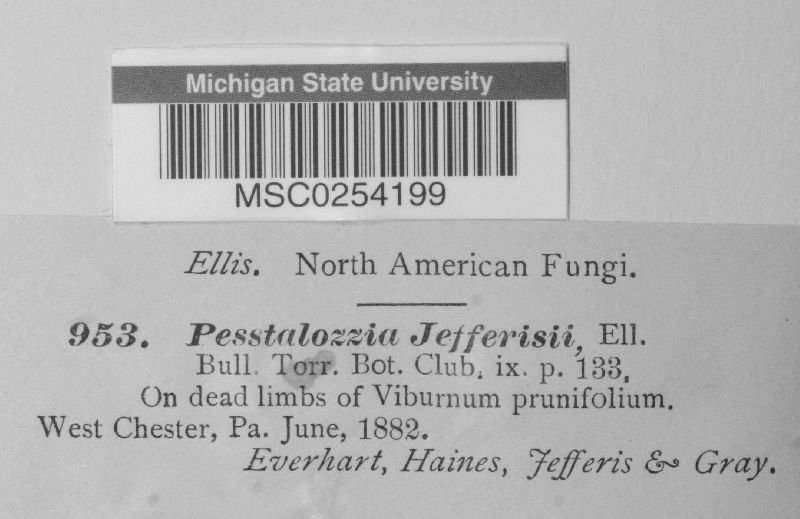 Michigan State University
MSC0254199
Ellis. North American Fungi.
953. Pesstalozzia Jefferisii, Ell.
Bull. Torr. Bot. Club. ix. p. 133,
On dead limbs of Viburnum prunifolium.
West Chester, Pa. June, 1882.
Everhart, Haines, Jefferis & Gray.